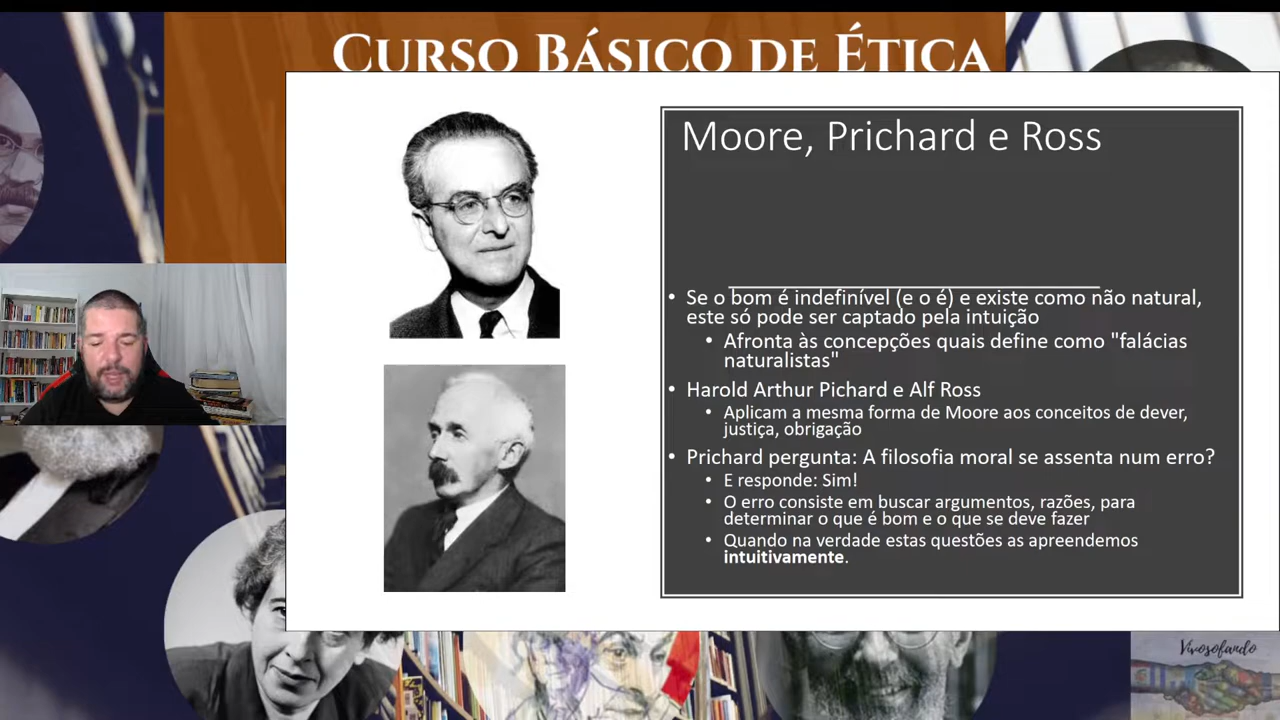 CURSO BÁSICO DE ÉTICA
Moore, Prichard e Ross
• Se o bom é indefinível (e o é) e existe como não natural,
este só pode ser captado pela intuição
• Afronta às concepções quais define como "falácias
naturalistas"
• Harold Arthur Pichard e Alf Ross
• Aplicam a mesma forma de Moore aos conceitos de dever,
justiça, obrigação
• Prichard pergunta: A filosofia moral se assenta num erro?
• E responde: Sim!
• O erro consiste em buscar argumentos, razões, para
determinar o que é bom e o que se deve fazer
• Quando na verdade estas questões as apreendemos
intuitivamente.
Vivosofando